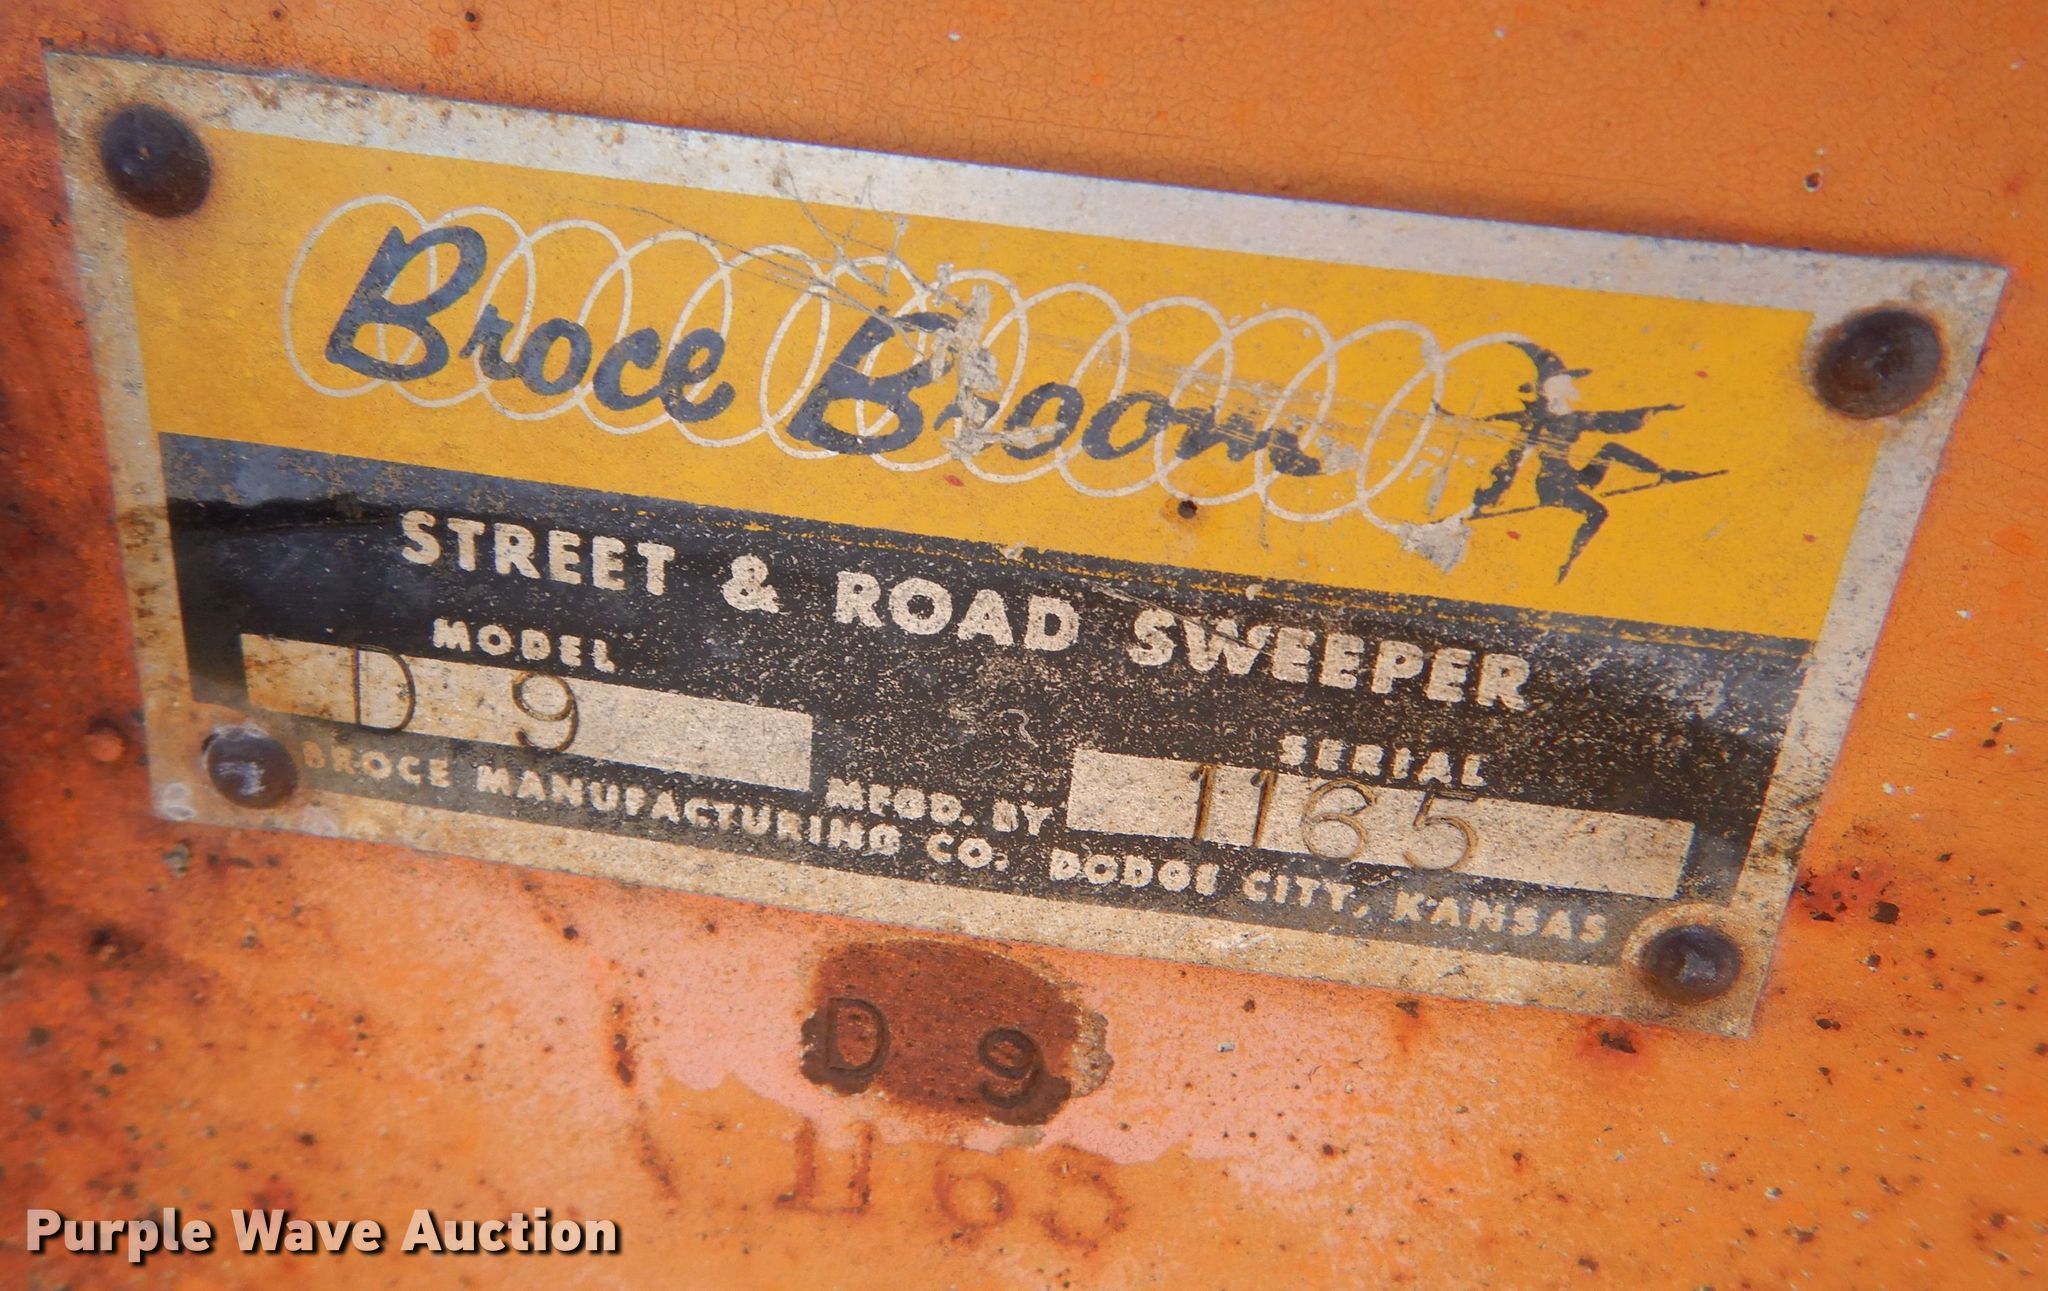 Broce Broom
STREET & ROAD SWEEPER
MODEL
D 9
SERIAL
1165
MFGD. BY
BROCE MANUFACTURING CO. DODGE CITY, KANSAS
D 9
1165
Purple Wave Auction